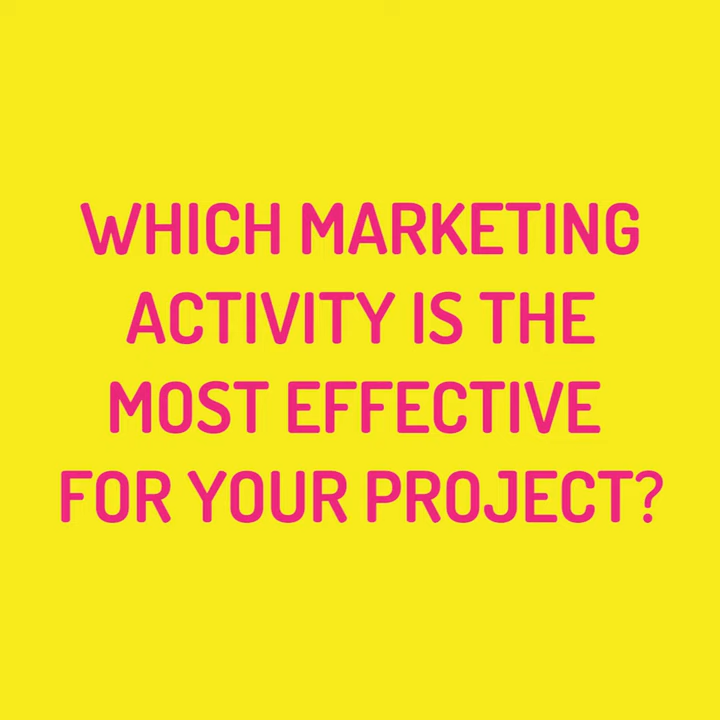 WHICH MARKETING
ACTIVITY IS THE
MOST EFFECTIVE
FOR YOUR PROJECT?